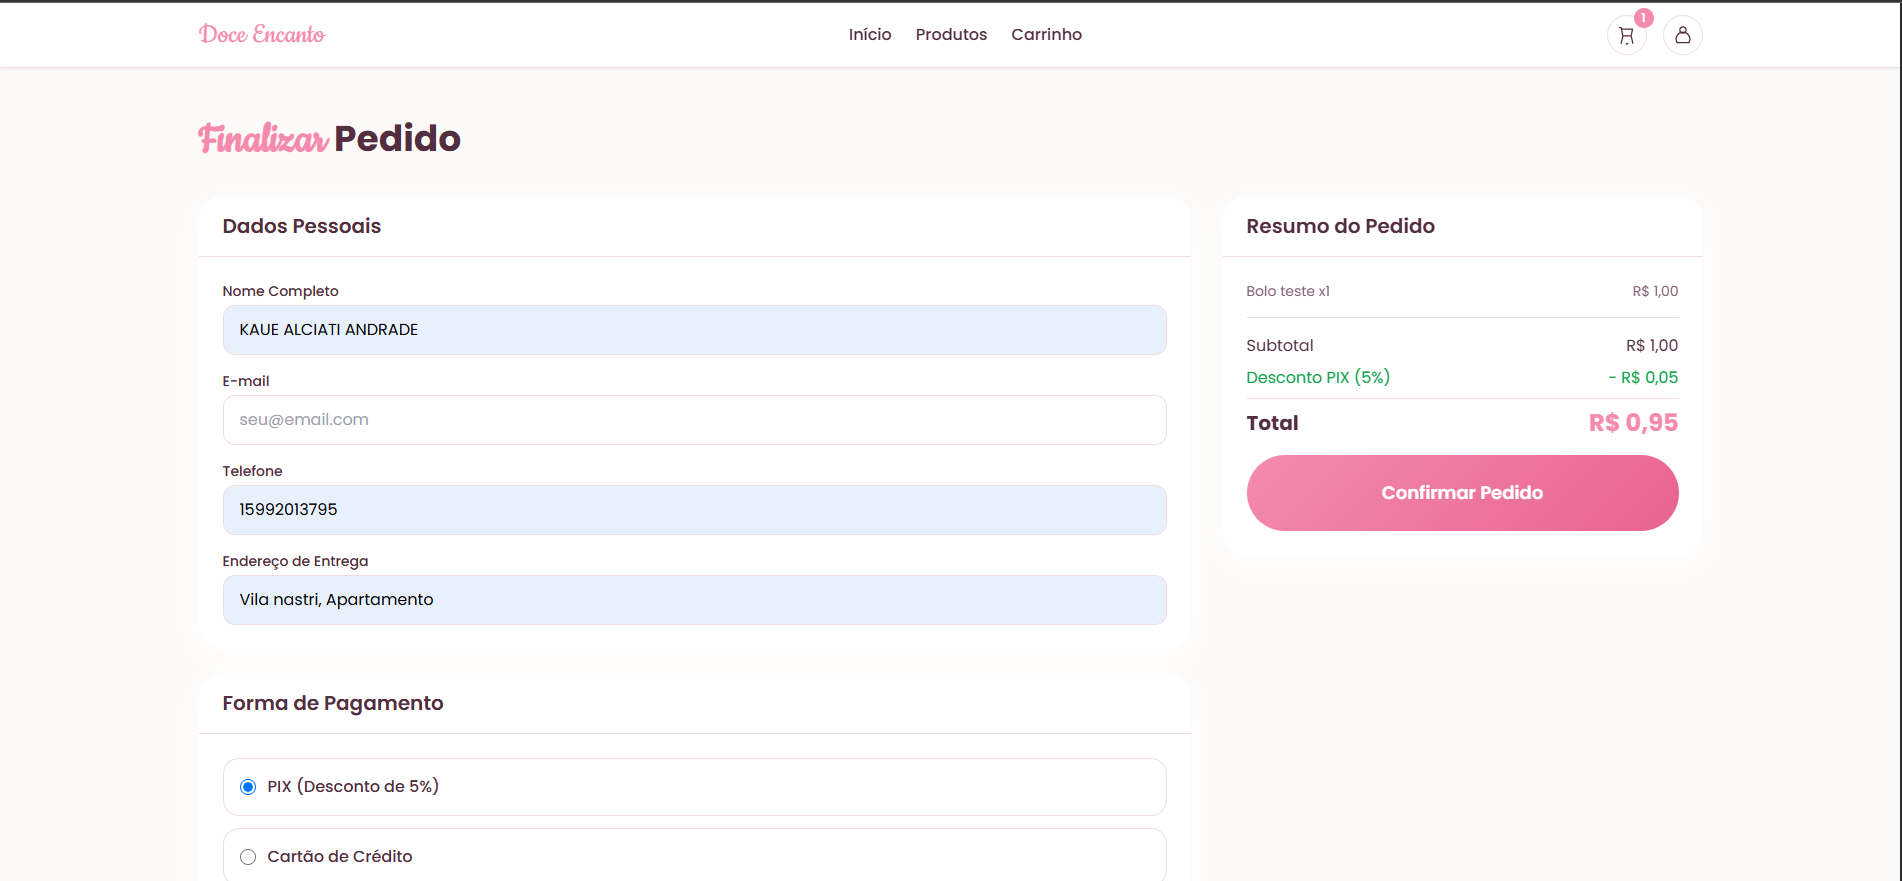 Doce Encanto
Início Produtos Carrinho
1
Finalizar Pedido
Dados Pessoais
Nome Completo
KAUE ALCIATI ANDRADE
E-mail
seu@email.com
Telefone
15992013795
Endereço de Entrega
Vila nastri, Apartamento
Forma de Pagamento
PIX (Desconto de 5%)
Cartão de Crédito
Resumo do Pedido
Bolo teste x1 R$ 1,00
Subtotal R$ 1,00
Desconto PIX (5%) - R$ 0,05
Total R$ 0,95
Confirmar Pedido